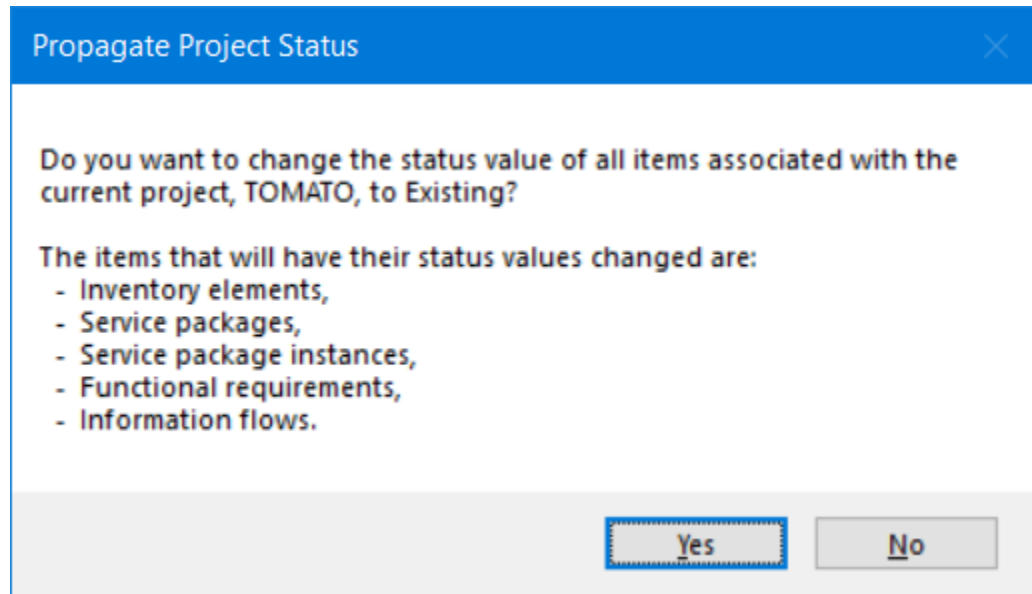 Propagate Project Status
Do you want to change the status value of all items associated with the
current project, TOMATO, to Existing?
The items that will have their status values changed are:
- Inventory elements,
- Service packages,
- Service package instances,
- Functional requirements,
- Information flows.
Yes
No